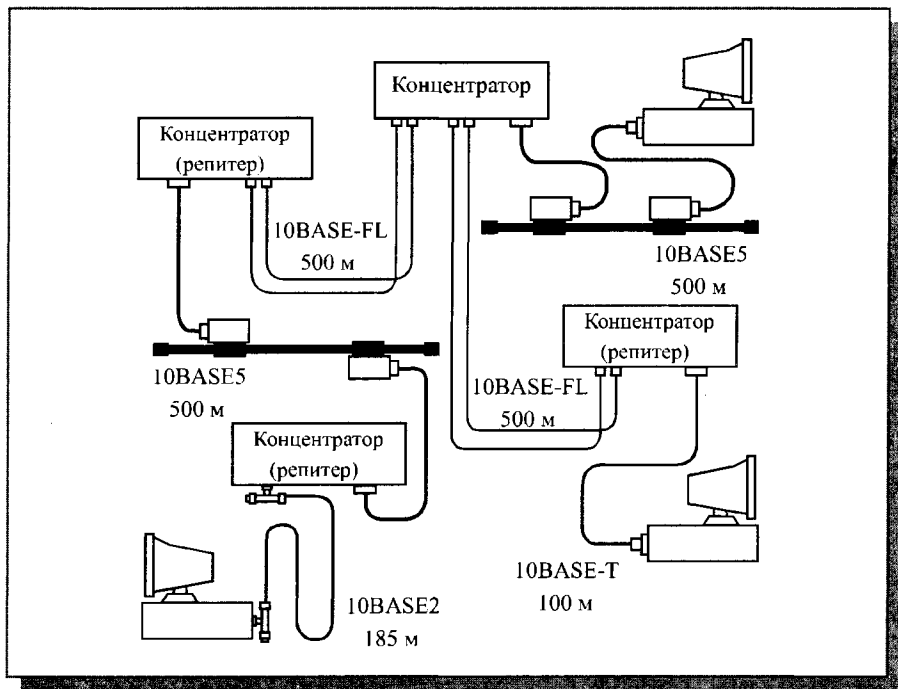 Концентратор
Концентратор
(репитер)
10BASE-FL
500 м
10BASE5
500 м
Концентратор
(репитер)
10BASE5
500 м
10BASE-FL
500 м
Концентратор
(репитер)
10BASE-T
100 м
10BASE2
185 м